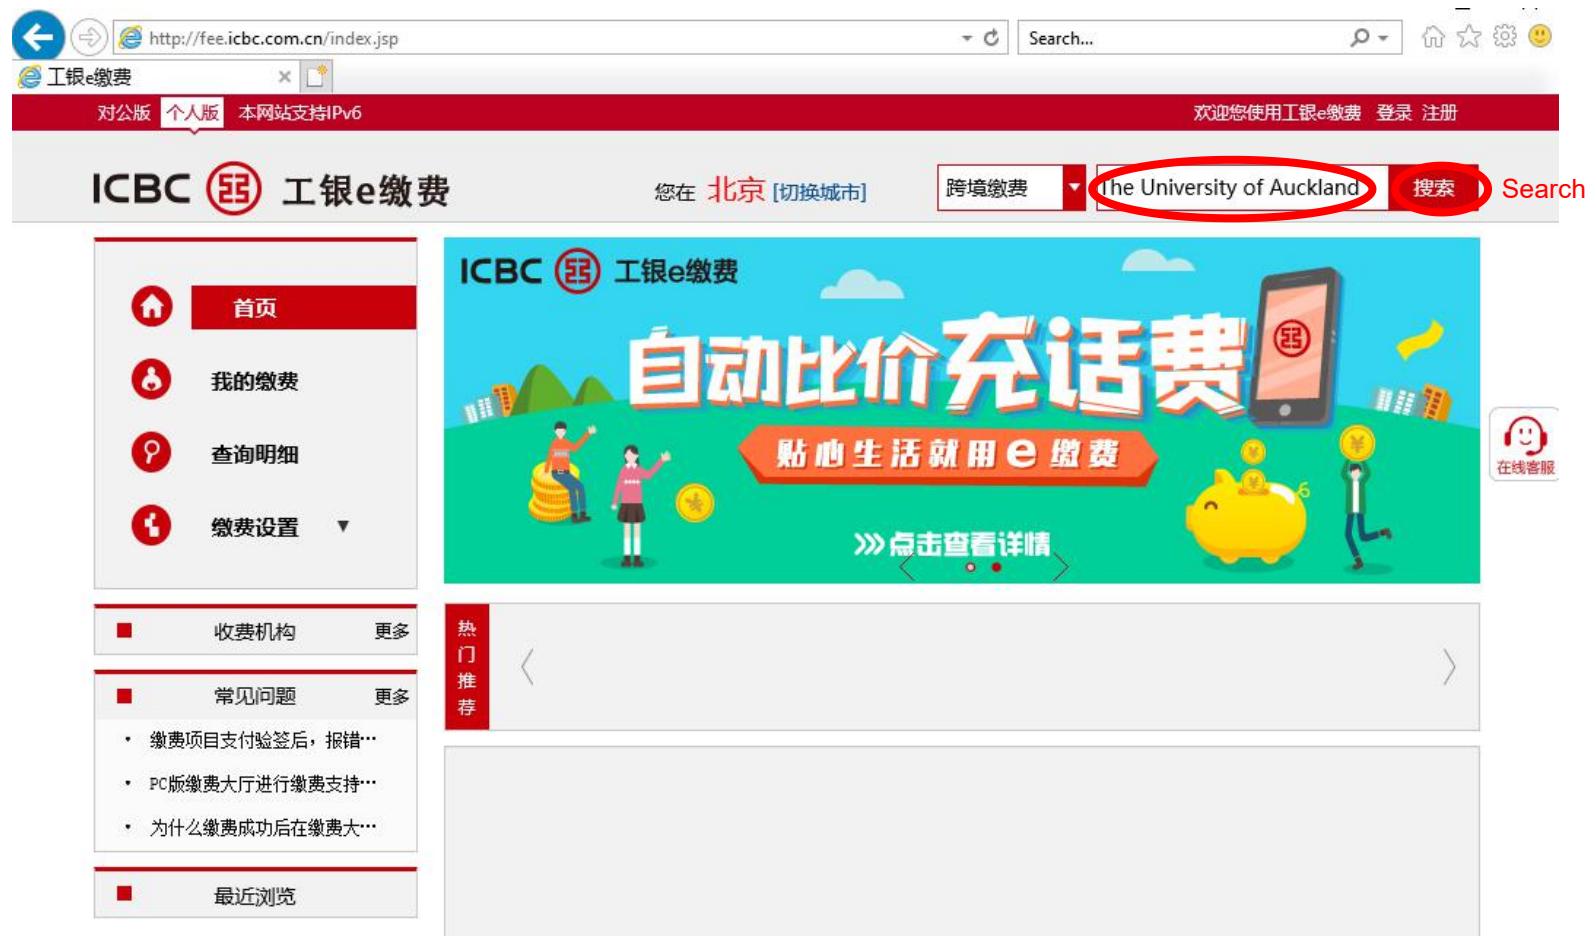 http://fee.icbc.com.cn/index.jsp
Search...
工银e缴费
对公版 个人版 本网站支持IPv6
欢迎您使用工银e缴费 登录 注册
ICBC 工银e缴费
您在 北京 [切换城市]
跨境缴费
The University of Auckland
搜索
Search
首页
我的缴费
查询明细
缴费设置 ▼
ICBC 工银e缴费
自动比价充话费
贴心生活就用e缴费
>>>点击查看详情
在线客服
收费机构 更多
常见问题 更多
• 缴费项目支付验签后，报错…
• PC版缴费大厅进行缴费支持…
• 为什么缴费成功后在缴费大…
最近浏览
热门推荐